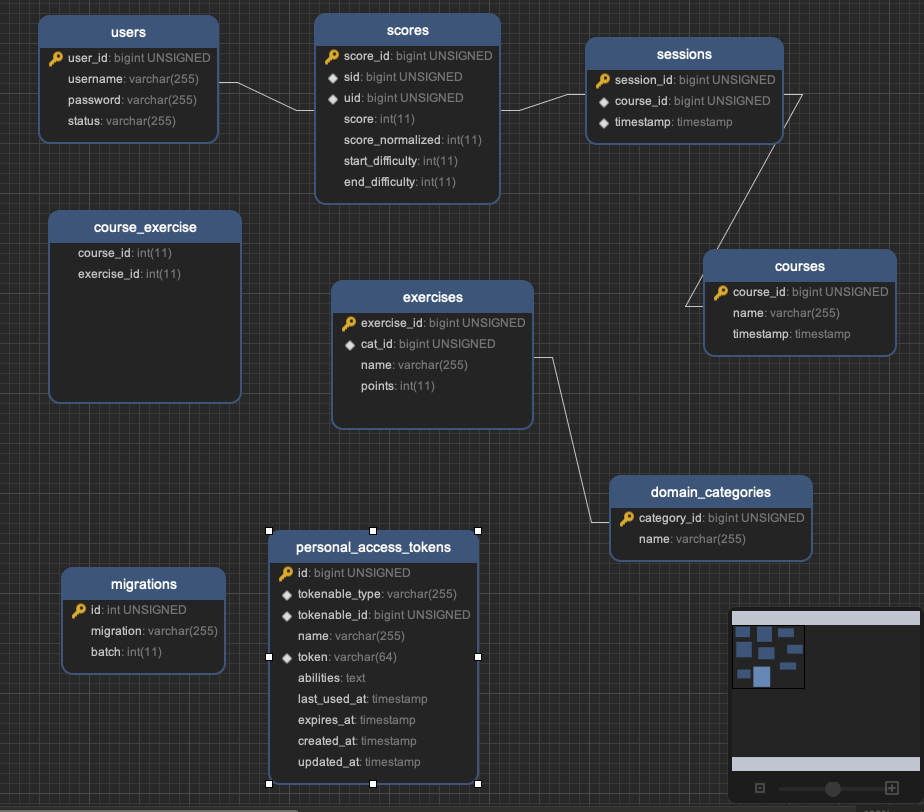 users
user_id: bigint UNSIGNED
username: varchar(255)
password: varchar(255)
status: varchar(255)
scores
score_id: bigint UNSIGNED
sid: bigint UNSIGNED
uid: bigint UNSIGNED
score: int(11)
score_normalized: int(11)
start_difficulty: int(11)
end_difficulty: int(11)
sessions
session_id: bigint UNSIGNED
course_id: bigint UNSIGNED
timestamp: timestamp
course_exercise
course_id: int(11)
exercise_id: int(11)
exercises
exercise_id: bigint UNSIGNED
cat_id: bigint UNSIGNED
name: varchar(255)
points: int(11)
courses
course_id: bigint UNSIGNED
name: varchar(255)
timestamp: timestamp
domain_categories
category_id: bigint UNSIGNED
name: varchar(255)
migrations
id: int UNSIGNED
migration: varchar(255)
batch: int(11)
personal_access_tokens
id: bigint UNSIGNED
tokenable_type: varchar(255)
tokenable_id: bigint UNSIGNED
name: varchar(255)
token: varchar(64)
abilities: text
last_used_at: timestamp
expires_at: timestamp
created_at: timestamp
updated_at: timestamp